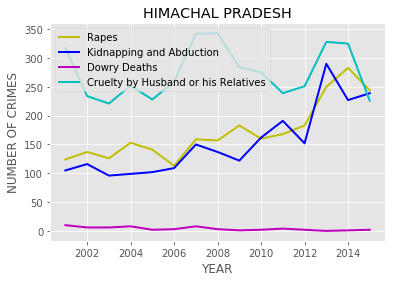 HIMACHAL PRADESH
350
300
250
200
150
100
50
0
NUMBER OF CRIMES
Rapes
Kidnapping and Abduction
Dowry Deaths
Cruelty by Husband or his Relatives
2002 2004 2006 2008 2010 2012 2014
YEAR